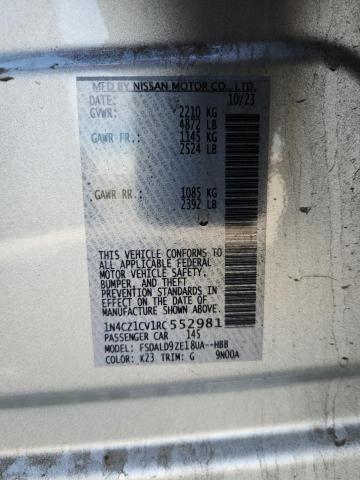 MFD BY NISSAN MOTOR CO., LTD.
DATE: 10/23
GVWR: 2210 KG
4872 LB
GAWR FR: 1145 KG
2524 LB
GAWR RR: 1085 KG
2392 LB
THIS VEHICLE CONFORMS TO
ALL APPLICABLE FEDERAL
MOTOR VEHICLE SAFETY,
BUMPER, AND THEFT
PREVENTION STANDARDS
IN EFFECT ON THE DATE OF
MANUFACTURE SHOWN ABOVE.
1N4CZ1CV1RC552981
PASSENGER CAR 145
MODEL: FSDALD9ZE18UA--HBB
COLOR: K23 TRIM: G 9N00A